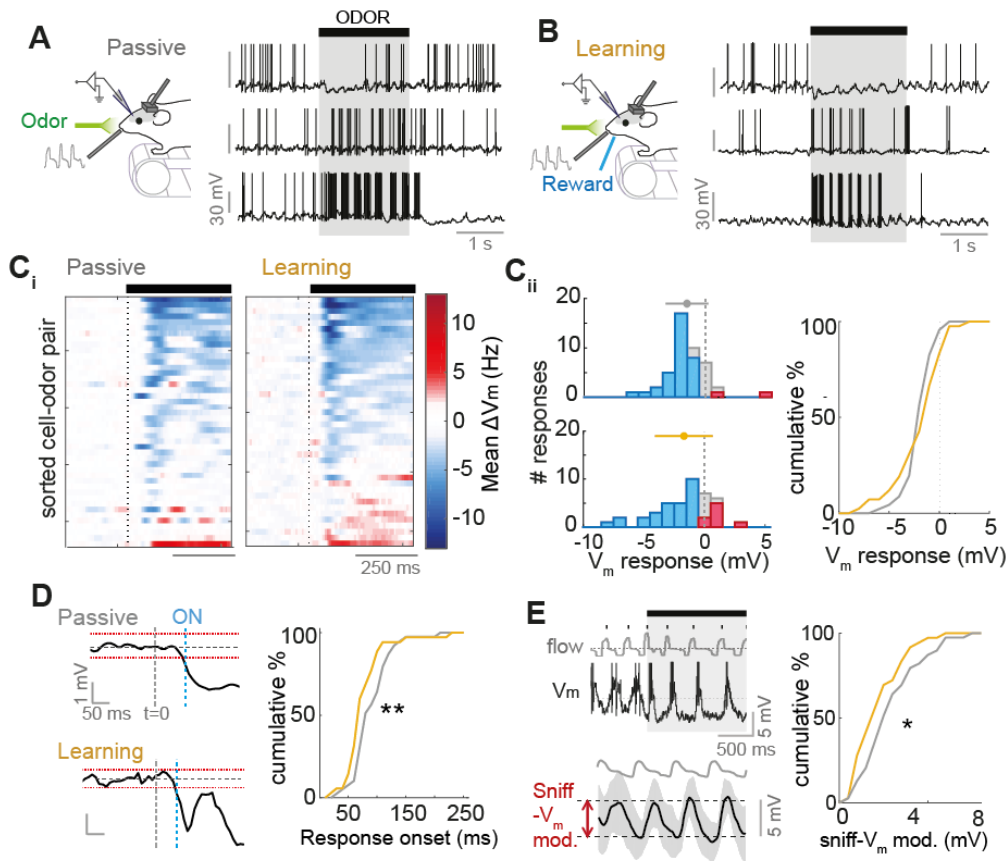 A
Passive
ODOR
Odor
30 mV
1 s
B
Learning
Reward
30 mV
1 s
Ci
Passive
Learning
sorted cell-odor pair
250 ms
10
5
0
-5
-10
Mean ΔVm (Hz)
Cii
20
10
0
20
10
0
# responses
-10 -5 0 5
Vm response (mV)
100
50
0
cumulative %
-10 -5 0 5
Vm response (mV)
D
Passive
ON
1 mV
50 ms
t=0
Learning
100
50
cumulative %
**
50 150 250
Response onset (ms)
E
flow
Vm
5 mV
500 ms
Sniff
-Vm
mod.
5 mV
100
50
0
cumulative %
*
0 4 8
sniff-Vm mod. (mV)